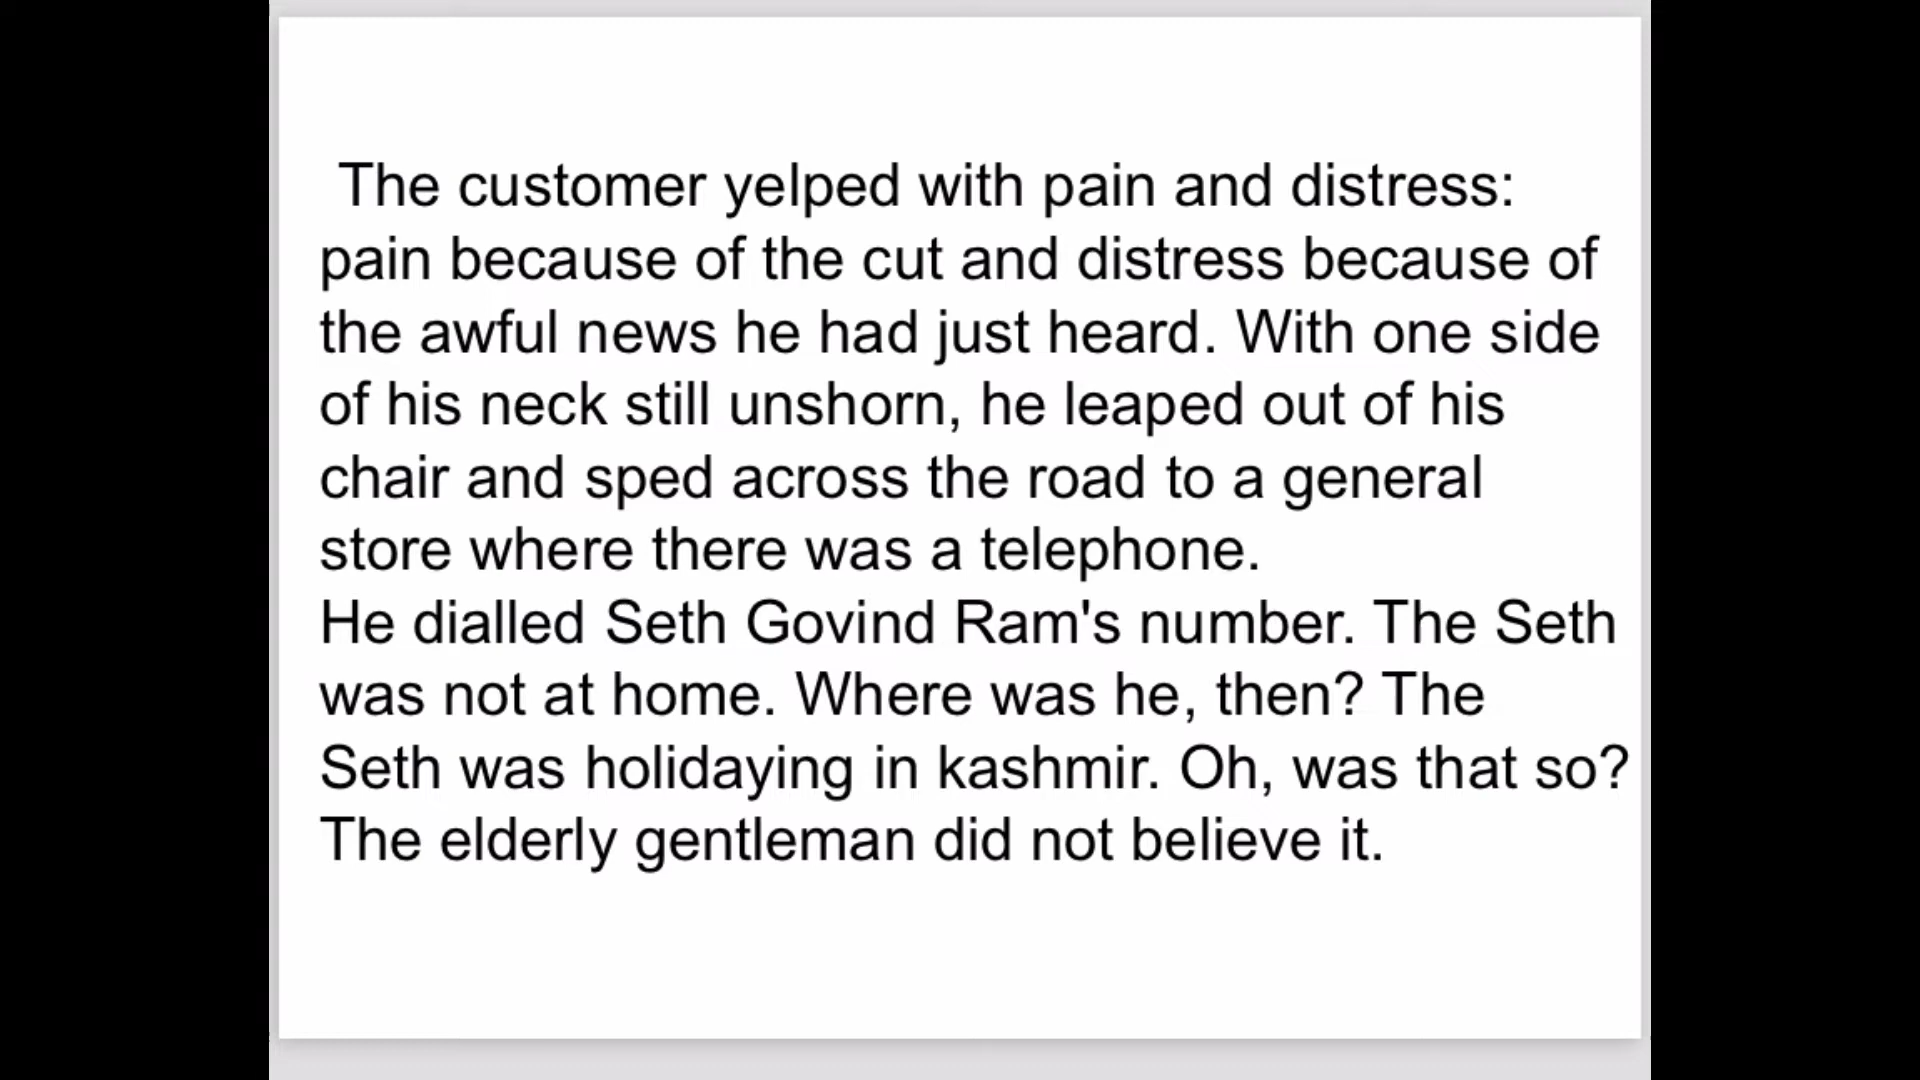 The customer yelped with pain and distress:
pain because of the cut and distress because of
the awful news he had just heard. With one side
of his neck still unshorn, he leaped out of his
chair and sped across the road to a general
store where there was a telephone.
He dialled Seth Govind Ram's number. The Seth
was not at home. Where was he, then? The
Seth was holidaying in kashmir. Oh, was that so?
The elderly gentleman did not believe it.